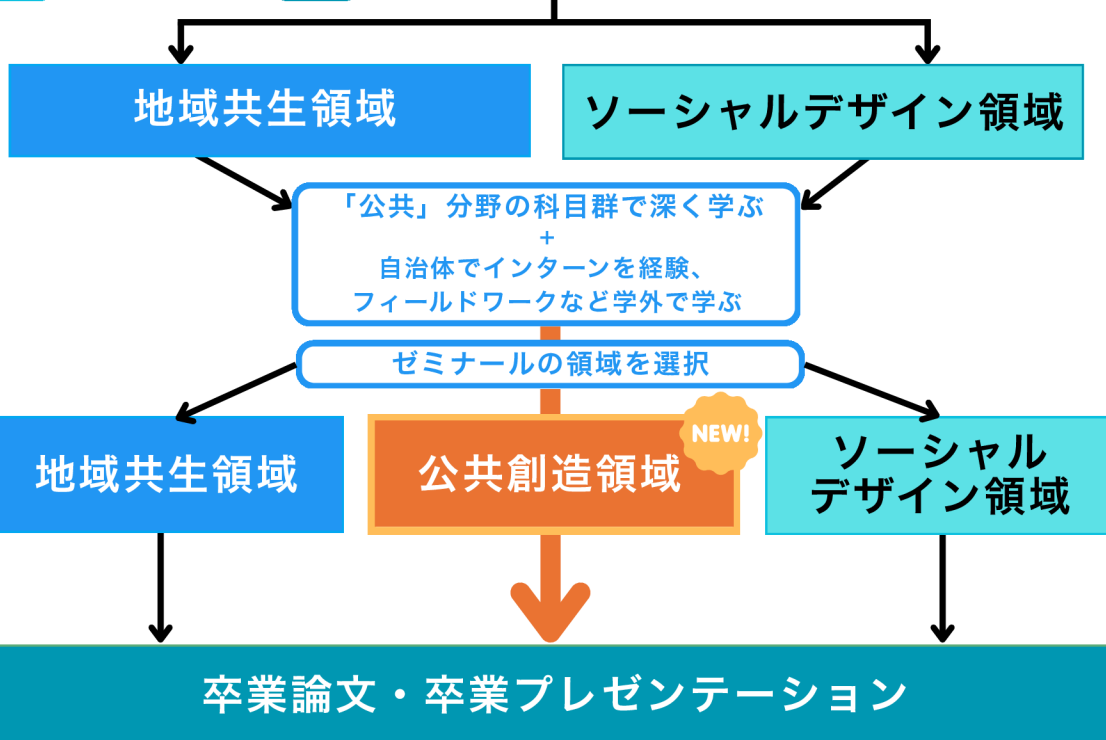 地域共生領域
ソーシャルデザイン領域
「公共」分野の科目群で深く学ぶ
+
自治体でインターンを経験、
フィールドワークなど学外で学ぶ
ゼミナールの領域を選択
地域共生領域
公共創造領域
NEW!
ソーシャル
デザイン領域
卒業論文・卒業プレゼンテーション